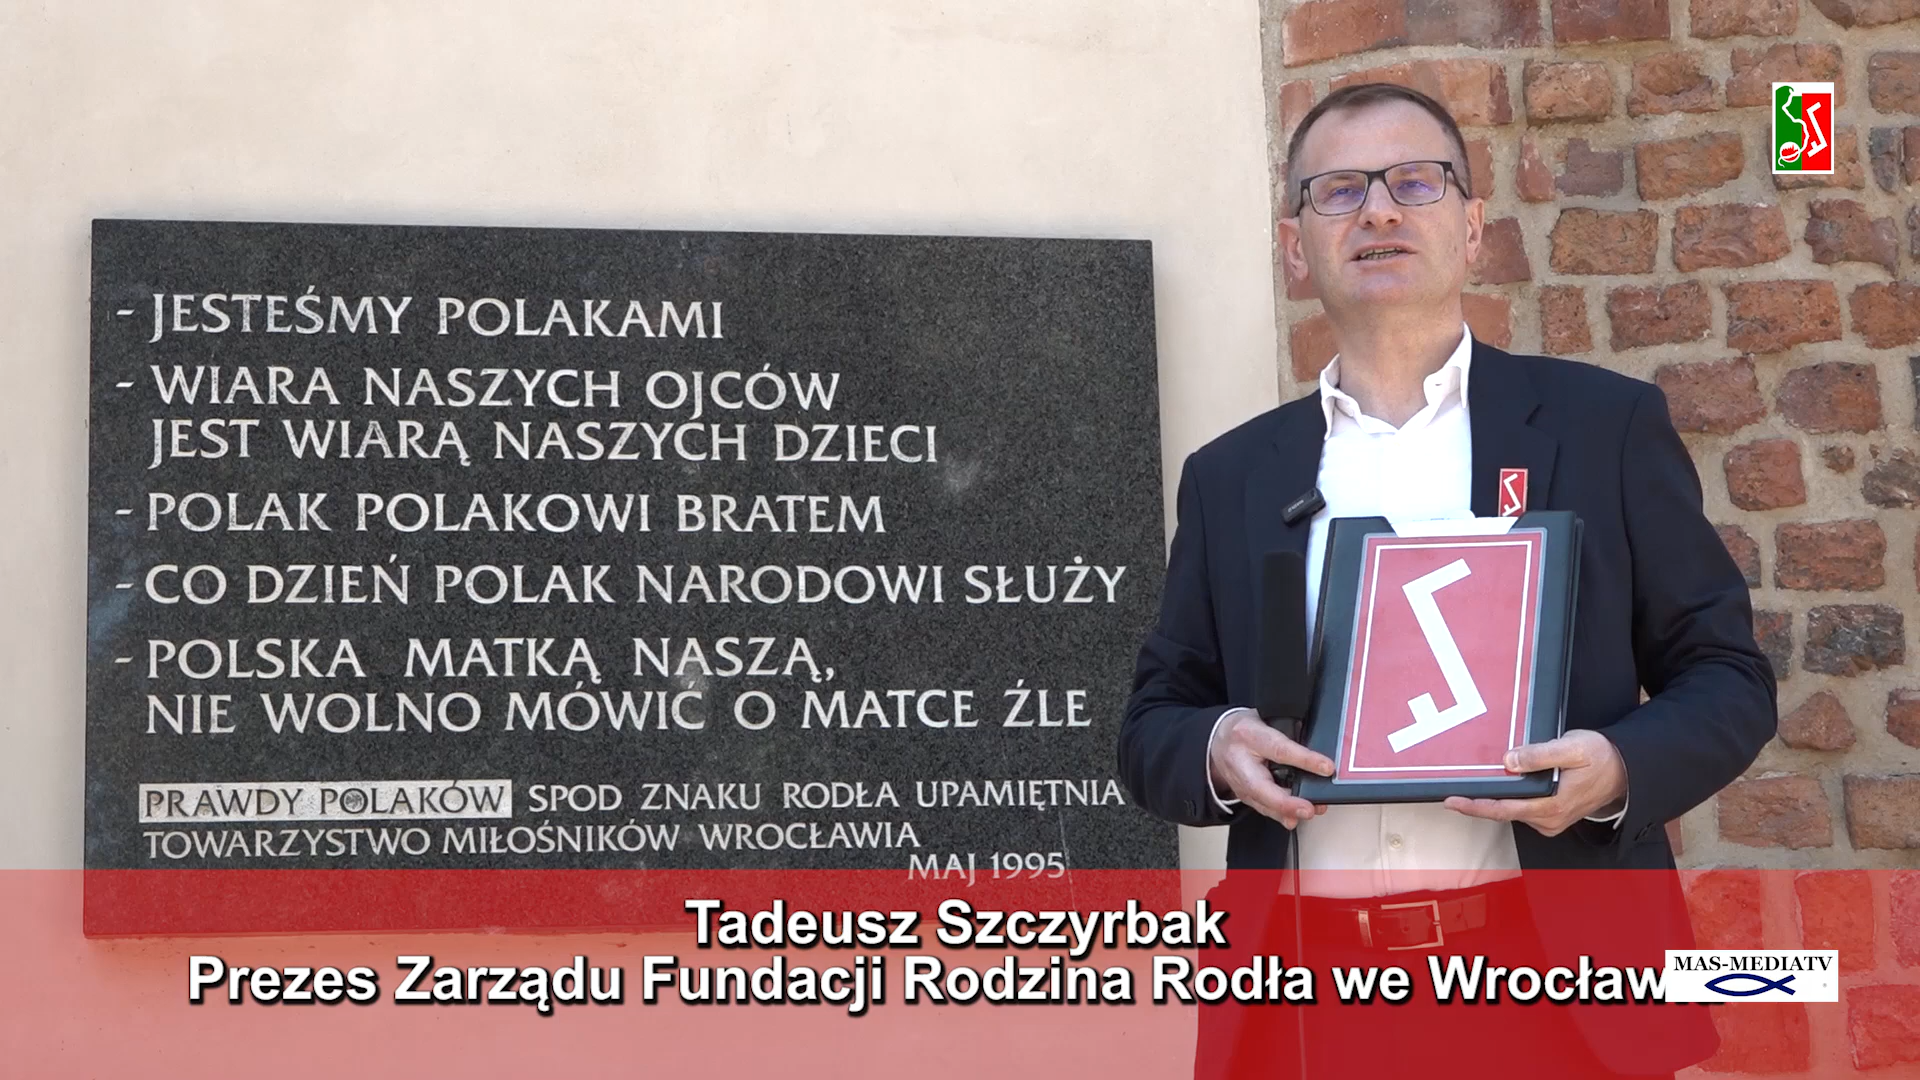 - JESTEŚMY POLAKAMI
- WIARA NASZYCH OJCÓW
JEST WIARĄ NASZYCH DZIECI
- POLAK POLAKOWI BRATEM
- CO DZIEŃ POLAK NARODOWI SŁUŻY
- POLSKA MATKĄ NASZĄ,
NIE WOLNO MÓWIĆ O MATCE ŹLE
PRAWDY POLAKÓW SPOD ZNAKU RODŁA UPAMIĘTNIA
TOWARZYSTWO MIŁOŚNIKÓW WROCŁAWIA
MAJ 1995
Tadeusz Szczyrbak
Prezes Zarządu Fundacji Rodzina Rodła we Wrocław
MAS-MEDIATV